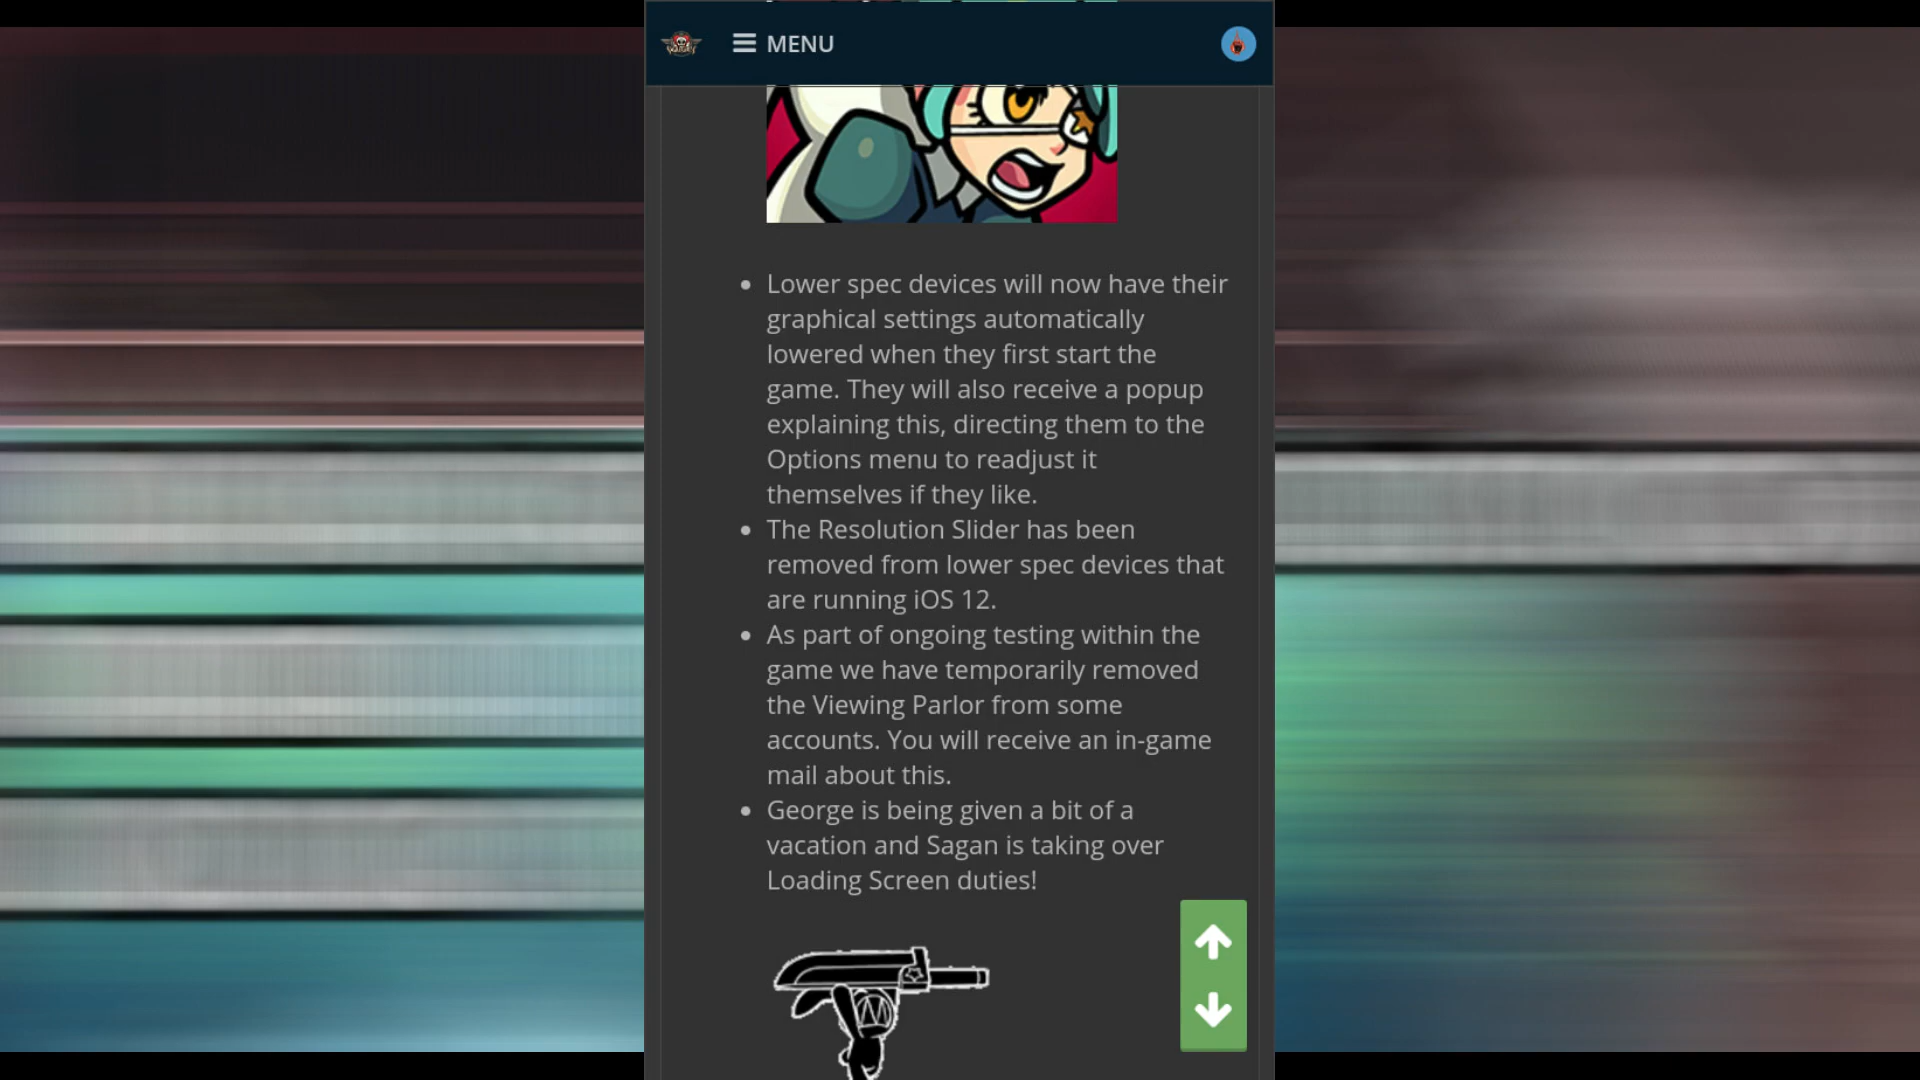 MENU
Lower spec devices will now have their
graphical settings automatically
lowered when they first start the
game. They will also receive a popup
explaining this, directing them to the
Options menu to readjust it
themselves if they like.
The Resolution Slider has been
removed from lower spec devices that
are running iOS 12.
As part of ongoing testing within the
game we have temporarily removed
the Viewing Parlor from some
accounts. You will receive an in-game
mail about this.
George is being given a bit of a
vacation and Sagan is taking over
Loading Screen duties!